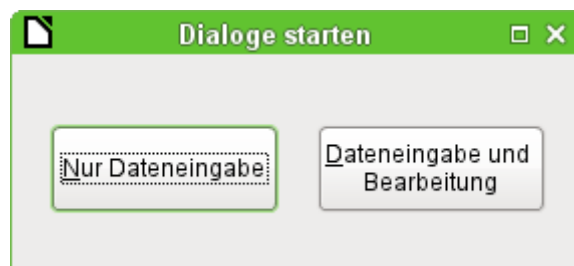 Dialoge starten
Nur Dateneingabe
Dateneingabe und
Bearbeitung